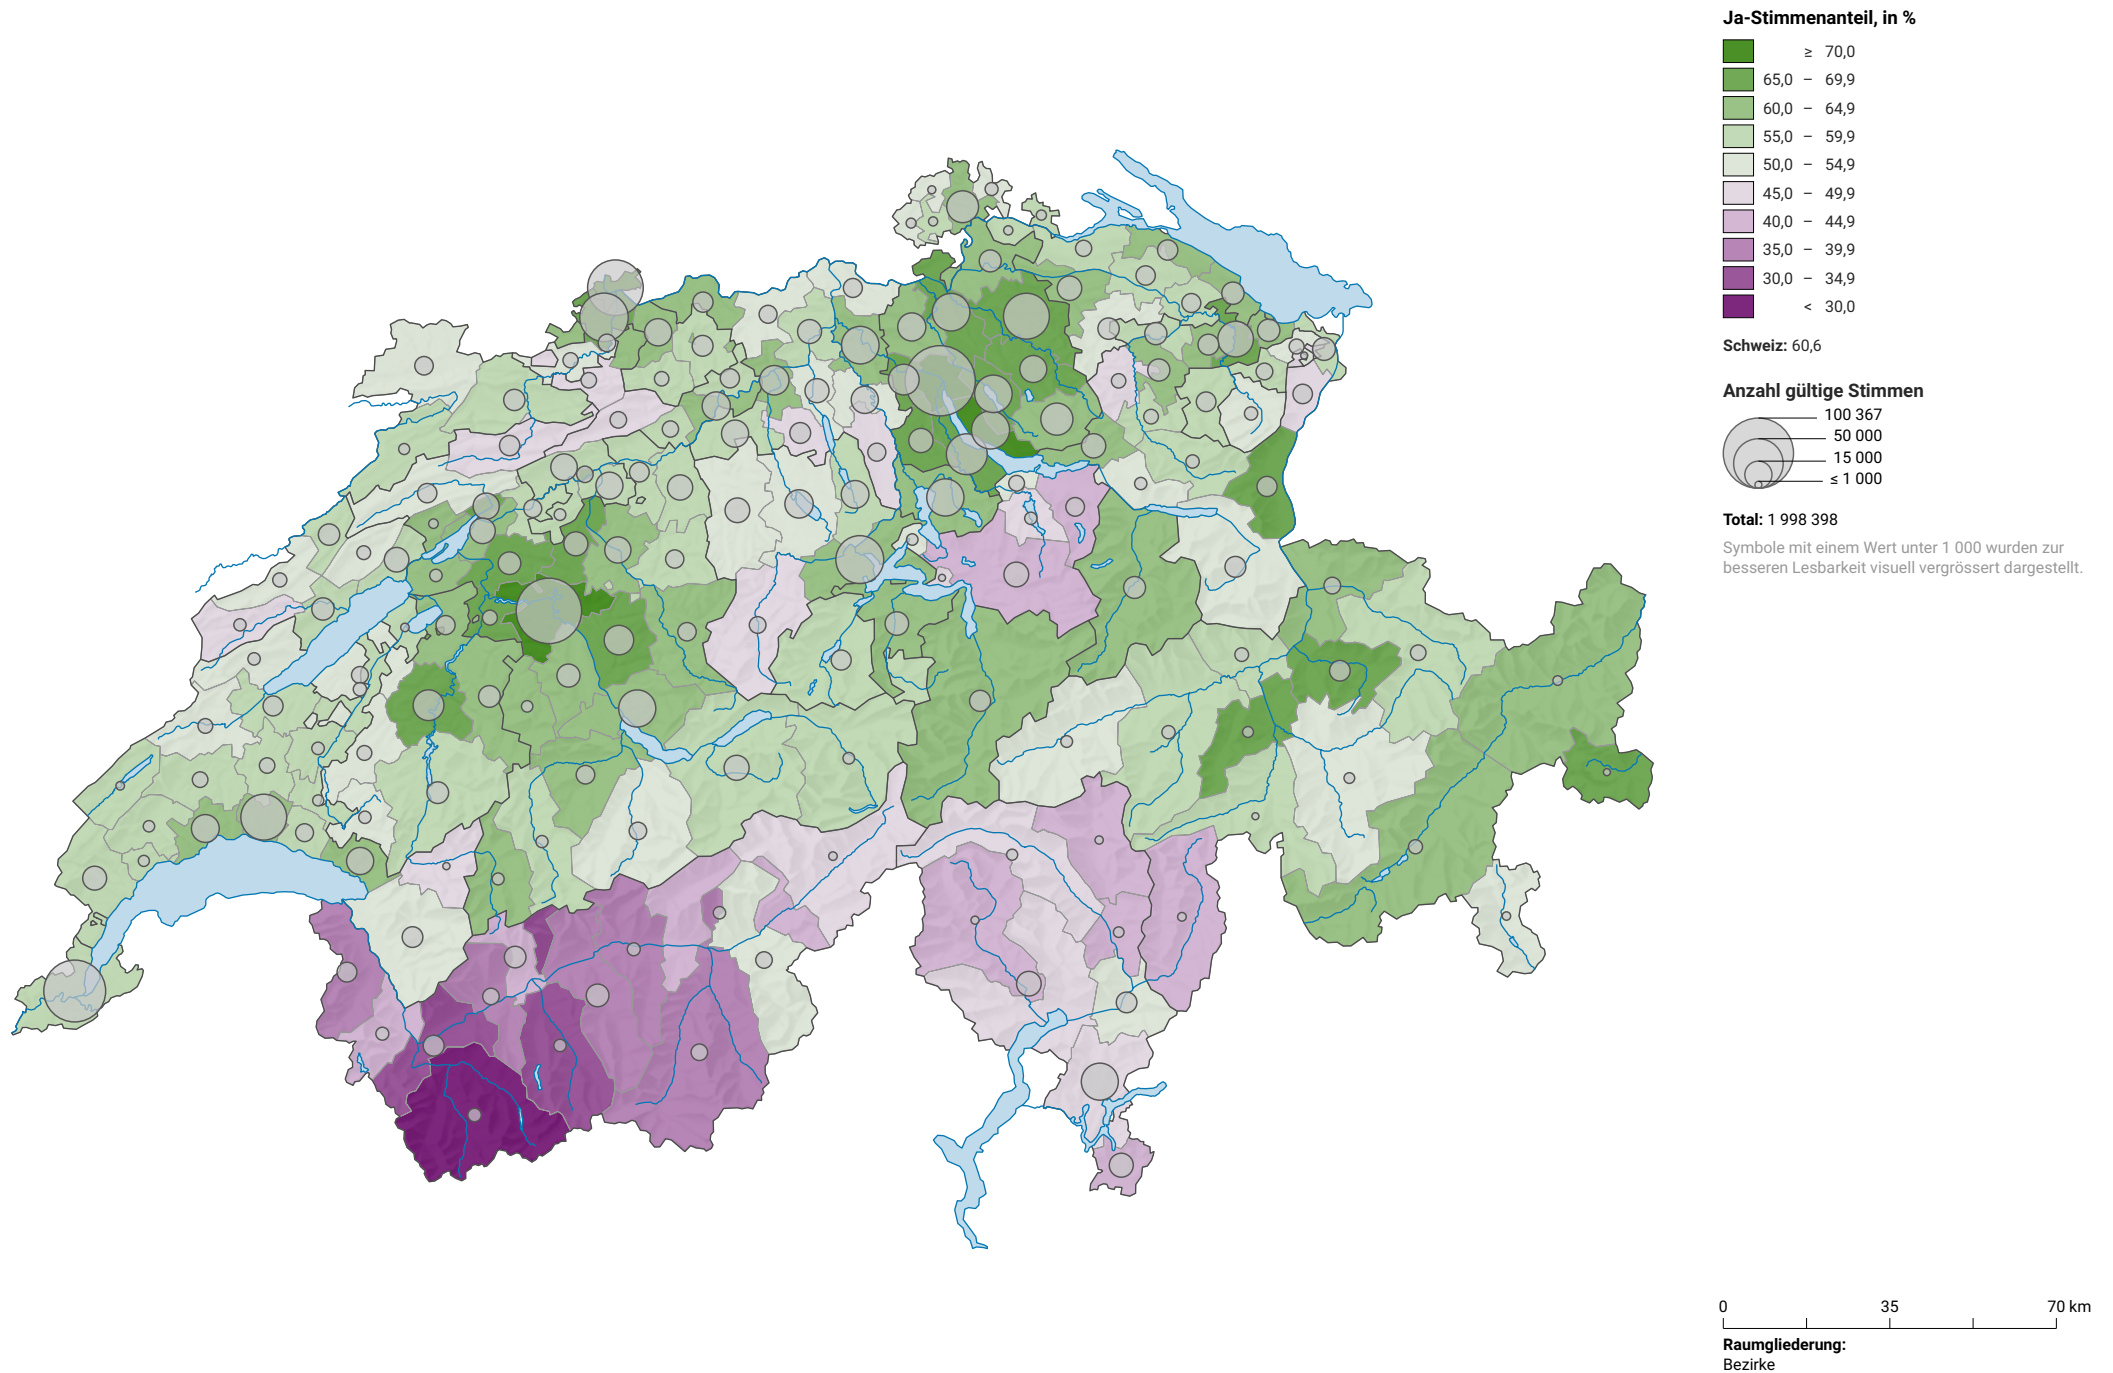 Ja-Stimmenanteil, in %
≥ 70,0
65,0 – 69,9
60,0 – 64,9
55,0 – 59,9
50,0 – 54,9
45,0 – 49,9
40,0 – 44,9
35,0 – 39,9
30,0 – 34,9
< 30,0
Schweiz: 60,6
Anzahl gültige Stimmen
100 367
50 000
15 000
≤ 1 000
Total: 1 998 398
Symbole mit einem Wert unter 1 000 wurden zur
besseren Lesbarkeit visuell vergrössert dargestellt.
0 35 70 km
Raumgliederung:
Bezirke